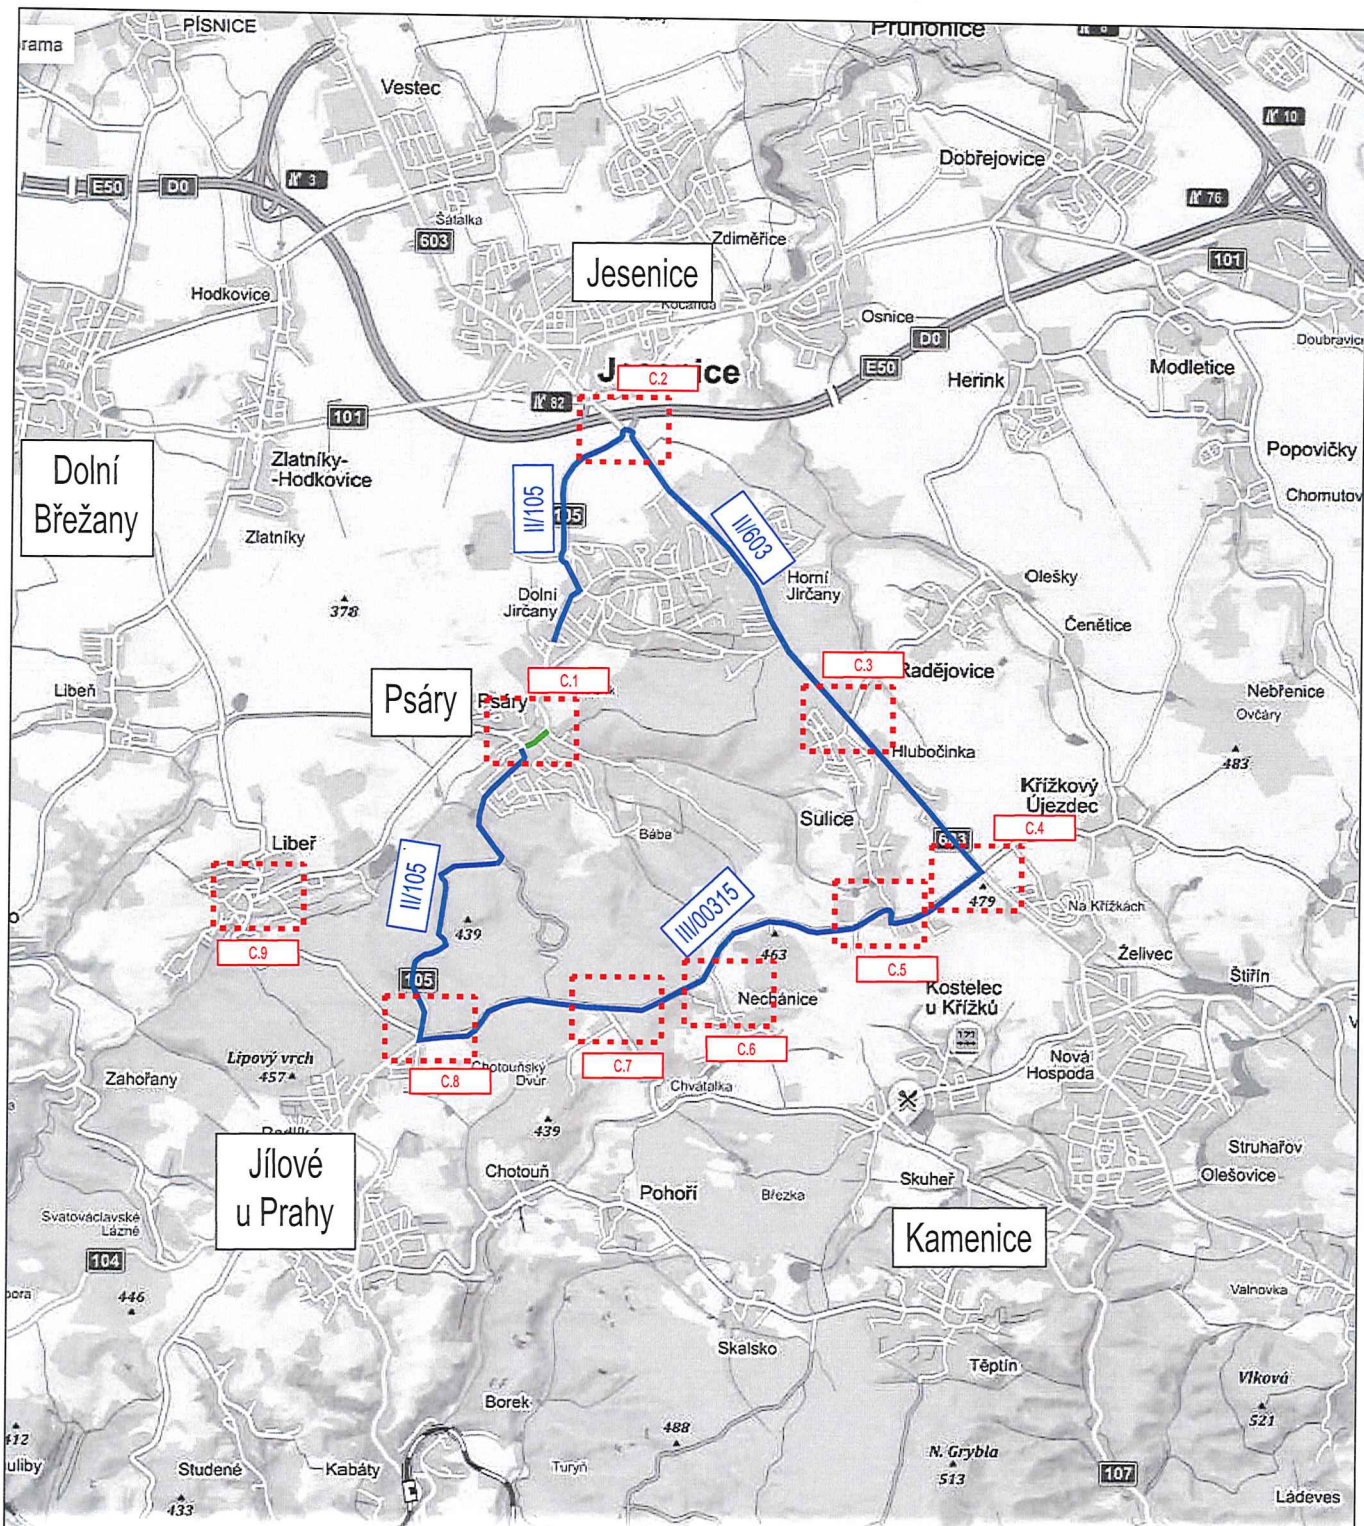 PÍSNICE
Průhonice
rama
Vestec
10
Dobřejovice
3
E50
D0
76
Šátalka
603
Zdiměřice
Jesenice
101
Hodkovice
Kocanda
Osnice
D0
Doubravic
E50
Modletice
Herink
C.2
82
101
Popovičky
Dolní
Břežany
Zlatníky-
-Hodkovice
Chomutov
II/105
105
II/603
Zlatníky
Olešky
Horní
Jirčany
378
Dolní
Jirčany
Čenětice
C.3
Radějovice
Libeň
Psáry
C.1
Psáry
Nebřenice
Ovčáry
Hlubočinka
483
Křížkový
Újezdec
Sulice
C.4
Bába
603
Libeř
II/105
479
Na Křížkách
III/00315
439
C.9
463
C.5
Želivec
Štiřín
105
Nechánice
Kostelec
u Křížků
C.6
Lípový vrch
457
C.7
Nová
Hospoda
Zahořany
C.8
Chotouňský
Dvůr
Chvátalka
439
Radlík
Struhařov
Jílové
u Prahy
Chotouň
Skuheř
Olešovice
Pohoří
Březka
Svatováclavské
Lázně
Kamenice
104
446
Valnovka
Skalsko
Těptín
Vlková
521
Borek
412
488
N. Grybla
513
Studené
Kabáty
Turyň
107
433
Ládeves